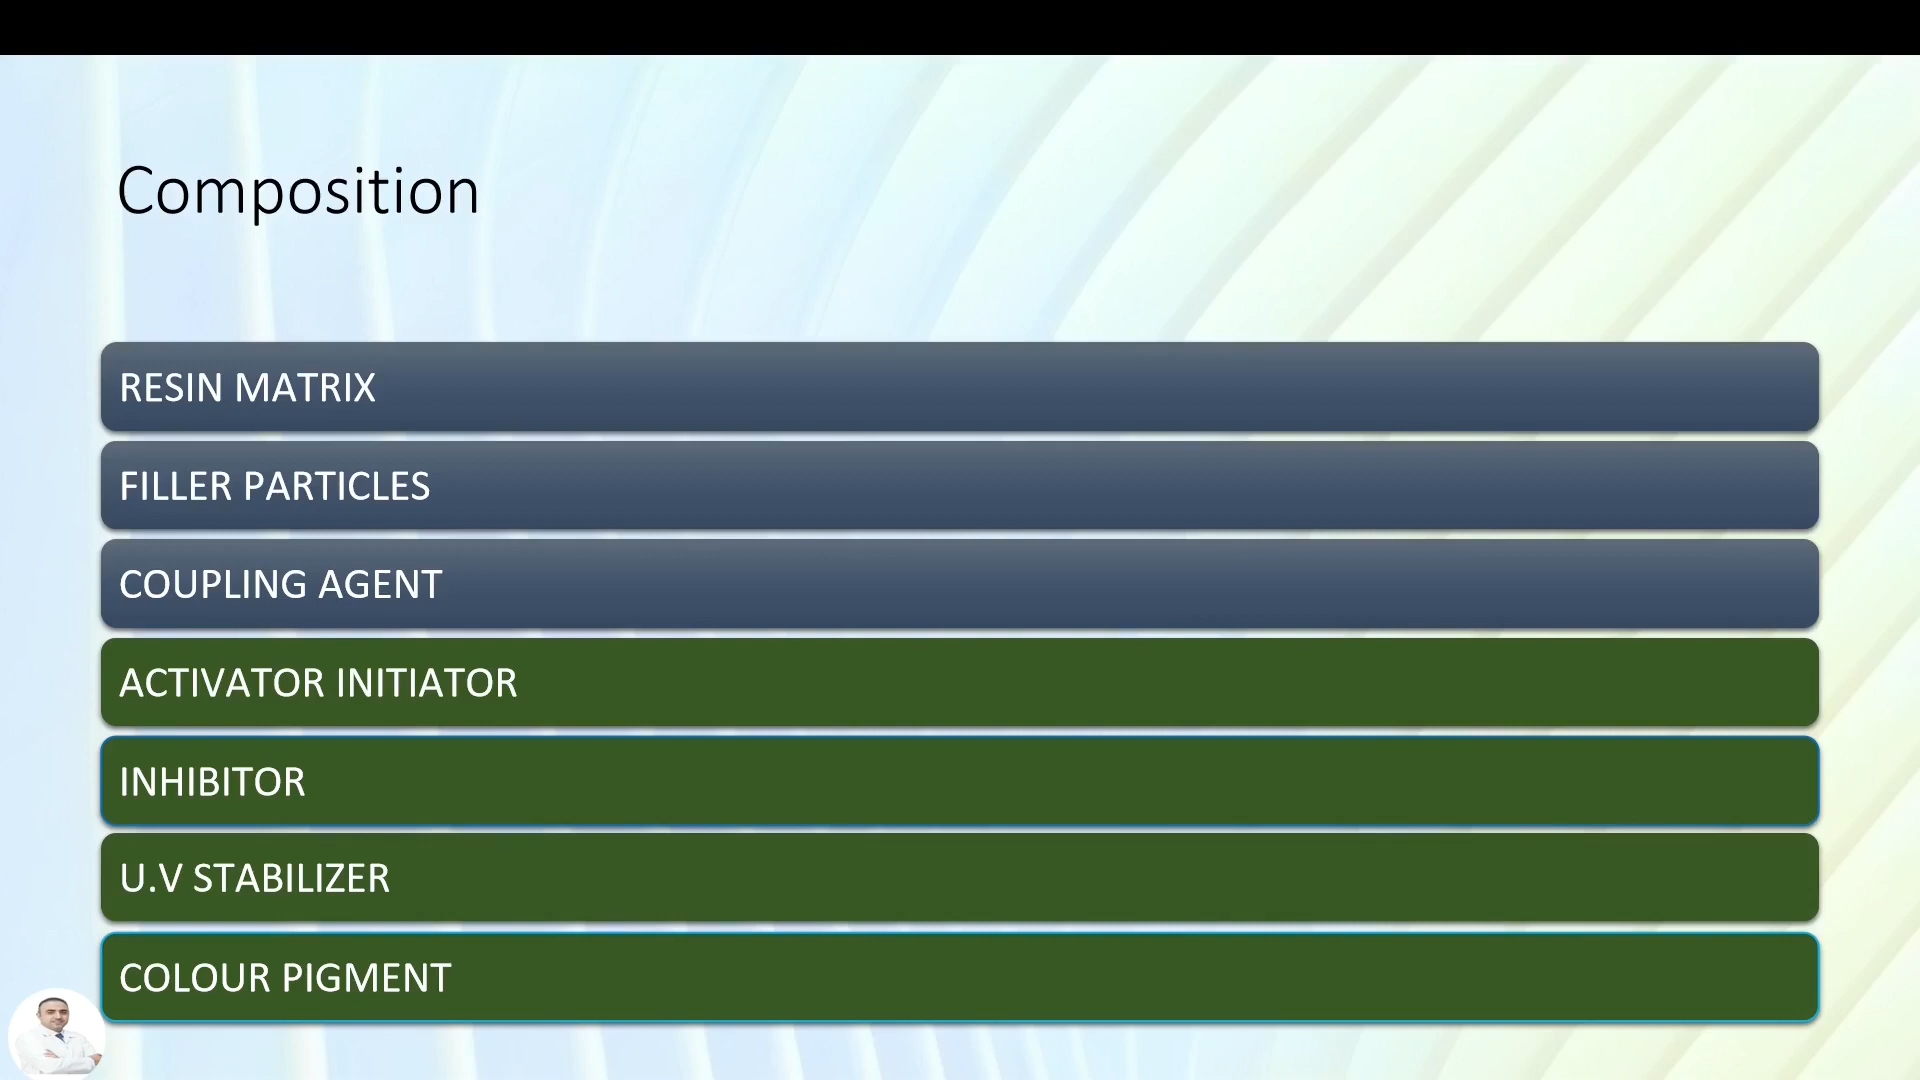 Composition
RESIN MATRIX
FILLER PARTICLES
COUPLING AGENT
ACTIVATOR INITIATOR
INHIBITOR
U.V STABILIZER
COLOUR PIGMENT